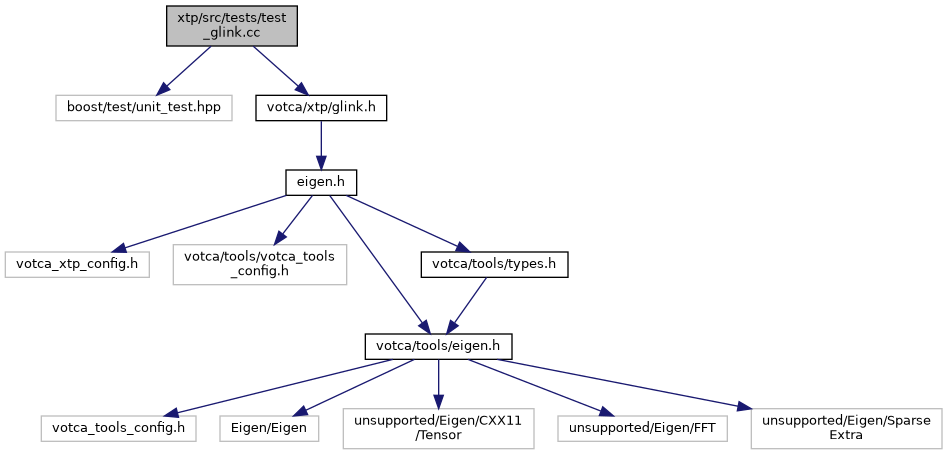 xtp/src/tests/test
_glink.cc
boost/test/unit_test.hpp
votca/xtp/glink.h
eigen.h
votca_xtp_config.h
votca/tools/votca_tools
_config.h
votca/tools/types.h
votca/tools/eigen.h
votca_tools_config.h
Eigen/Eigen
unsupported/Eigen/CXX11
/Tensor
unsupported/Eigen/FFT
unsupported/Eigen/Sparse
Extra